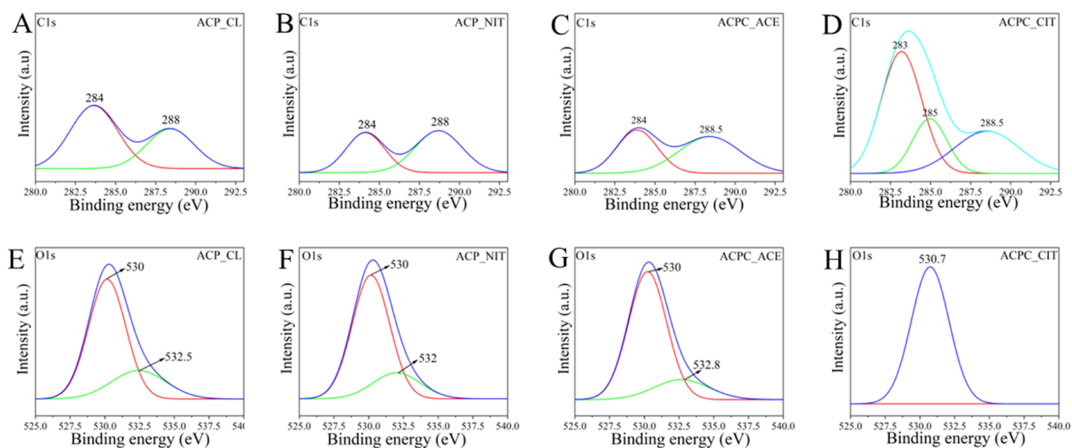 A
C1s
ACP_CL
284
288
Intensity (a.u)
280.0 282.5 285.0 287.5 290.0 292.5
Binding energy (eV)
B
C1s
ACP_NIT
284
288
Intensity (a.u)
280.0 282.5 285.0 287.5 290.0 292.5
Binding energy (eV)
C
C1s
ACPC_ACE
284
288.5
Intensity (a.u)
280.0 282.5 285.0 287.5 290.0 292.5
Binding energy (eV)
D
C1s
ACPC_CIT
283
285
288.5
Intensity (a.u)
280.0 282.5 285.0 287.5 290.0 292.5
Binding energy (eV)
E
O1s
ACP_CL
530
532.5
Intensity (a.u.)
525.0 527.5 530.0 532.5 535.0 537.5 540.0
Binding energy (eV)
F
O1s
ACP_NIT
530
532
Intensity (a.u.)
525.0 527.5 530.0 532.5 535.0 537.5 540.0
Binding energy (eV)
G
O1s
ACPC_ACE
530
532.8
Intensity (a.u.)
525.0 527.5 530.0 532.5 535.0 537.5 540.0
Binding energy (eV)
H
O1s
ACPC_CIT
530.7
Intensity (a.u.)
525.0 527.5 530.0 532.5 535.0 537.5 540.0
Binding energy (eV)